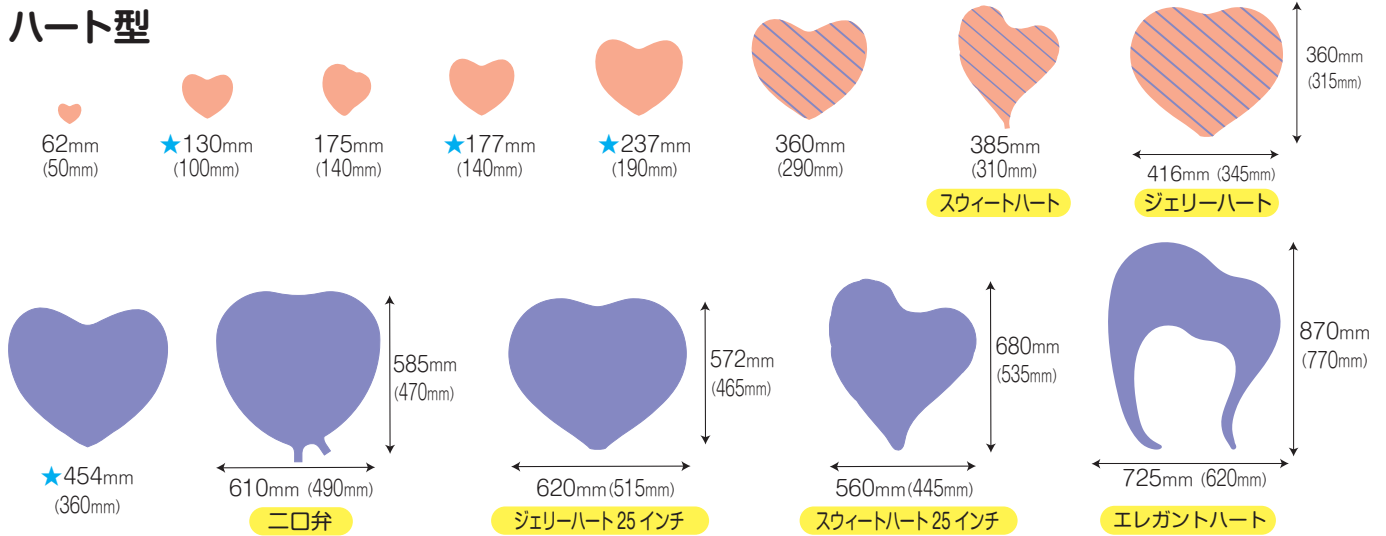 ハート型
62mm
(50mm)
★130mm
(100mm)
175mm
(140mm)
★177mm
(140mm)
★237mm
(190mm)
360mm
(290mm)
385mm
(310mm)
スウィートハート
360mm
(315mm)
416mm (345mm)
ジェリーハート
★454mm
(360mm)
585mm
(470mm)
610mm (490mm)
二口弁
572mm
(465mm)
620mm(515mm)
ジェリーハート25インチ
680mm
(535mm)
560mm(445mm)
スウィートハート25インチ
870mm
(770mm)
725mm (620mm)
エレガントハート